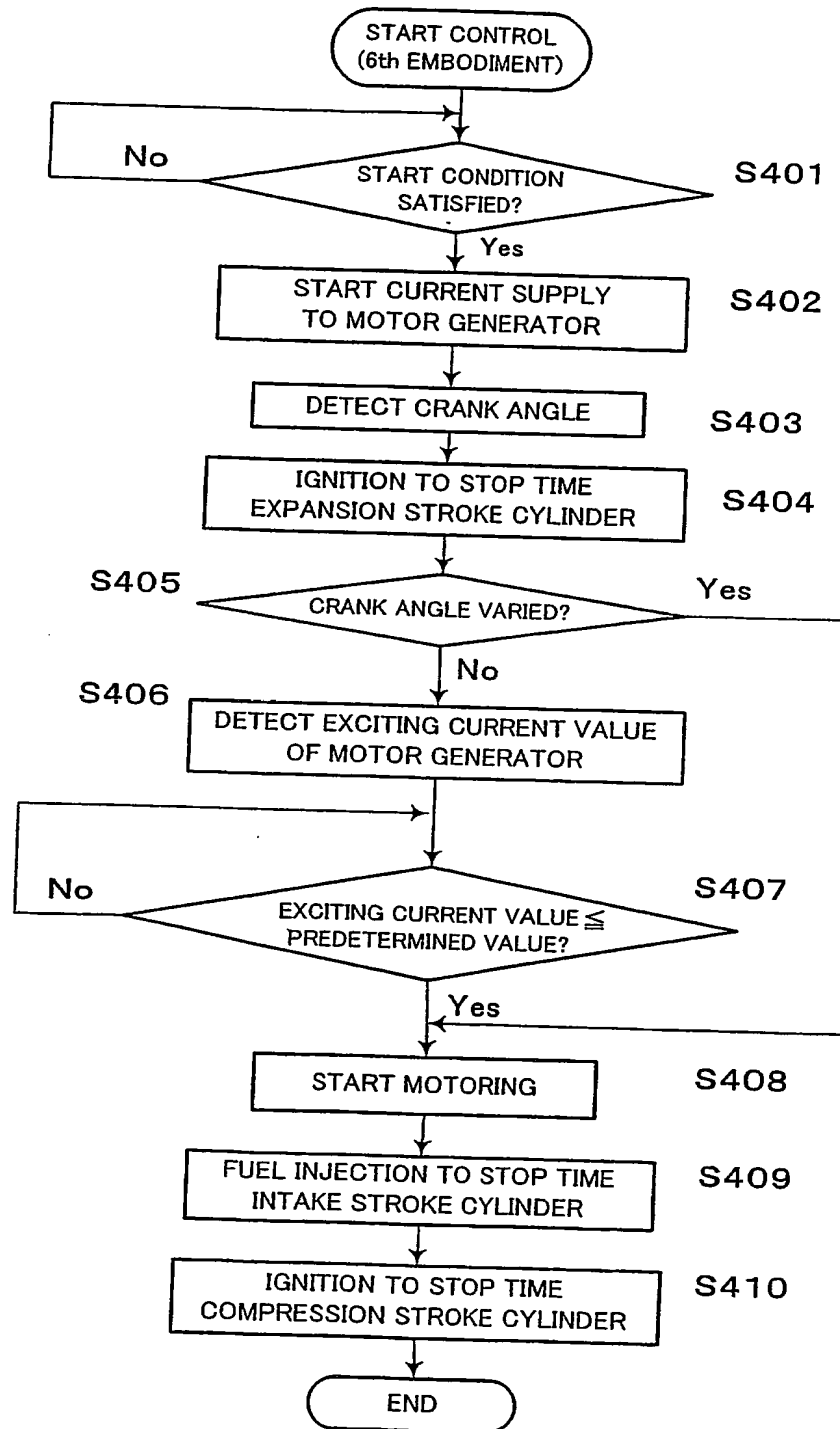 START CONTROL
(6th EMBODIMENT)
No
START CONDITION
SATISFIED?
S401
Yes
START CURRENT SUPPLY
TO MOTOR GENERATOR
S402
DETECT CRANK ANGLE
S403
IGNITION TO STOP TIME
EXPANSION STROKE CYLINDER
S404
S405
CRANK ANGLE VARIED?
Yes
No
S406
DETECT EXCITING CURRENT VALUE
OF MOTOR GENERATOR
No
EXCITING CURRENT VALUE ≦
PREDETERMINED VALUE?
S407
Yes
START MOTORING
S408
FUEL INJECTION TO STOP TIME
INTAKE STROKE CYLINDER
S409
IGNITION TO STOP TIME
COMPRESSION STROKE CYLINDER
S410
END